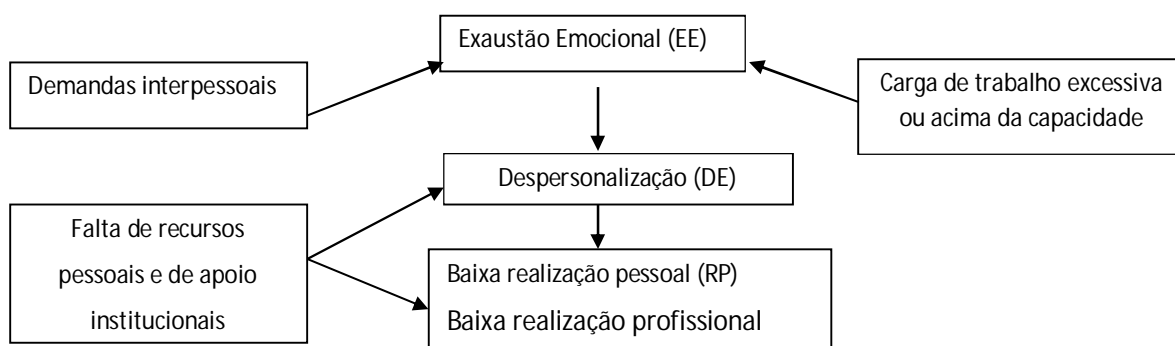 Exaustão Emocional (EE)
Demandas interpessoais
Carga de trabalho excessiva
ou acima da capacidade
Despersonalização (DE)
Falta de recursos
pessoais e de apoio
institucionais
Baixa realização pessoal (RP)
Baixa realização profissional